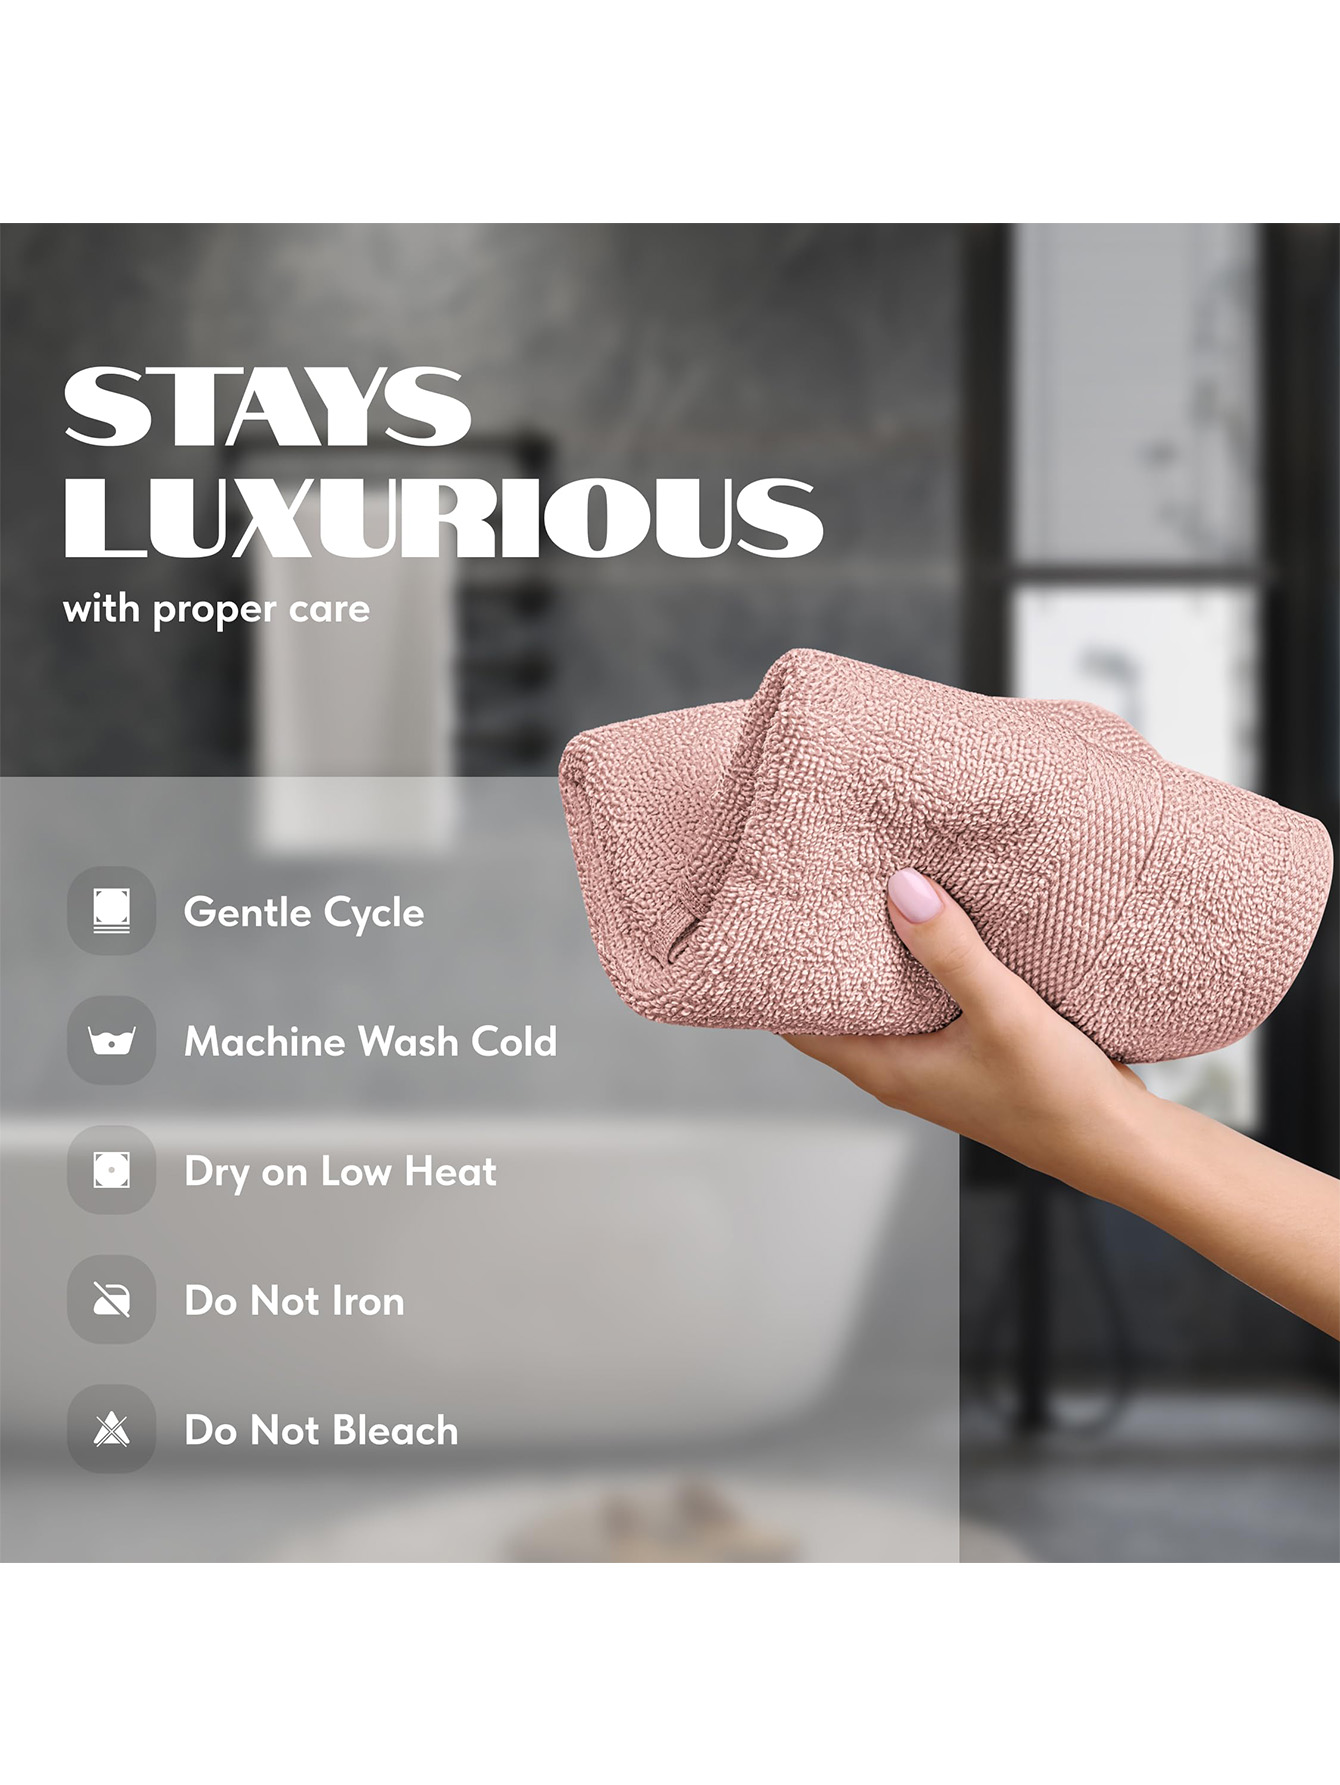 STAYS
LUXURIOUS
with proper care
Gentle Cycle
Machine Wash Cold
Dry on Low Heat
Do Not Iron
Do Not Bleach